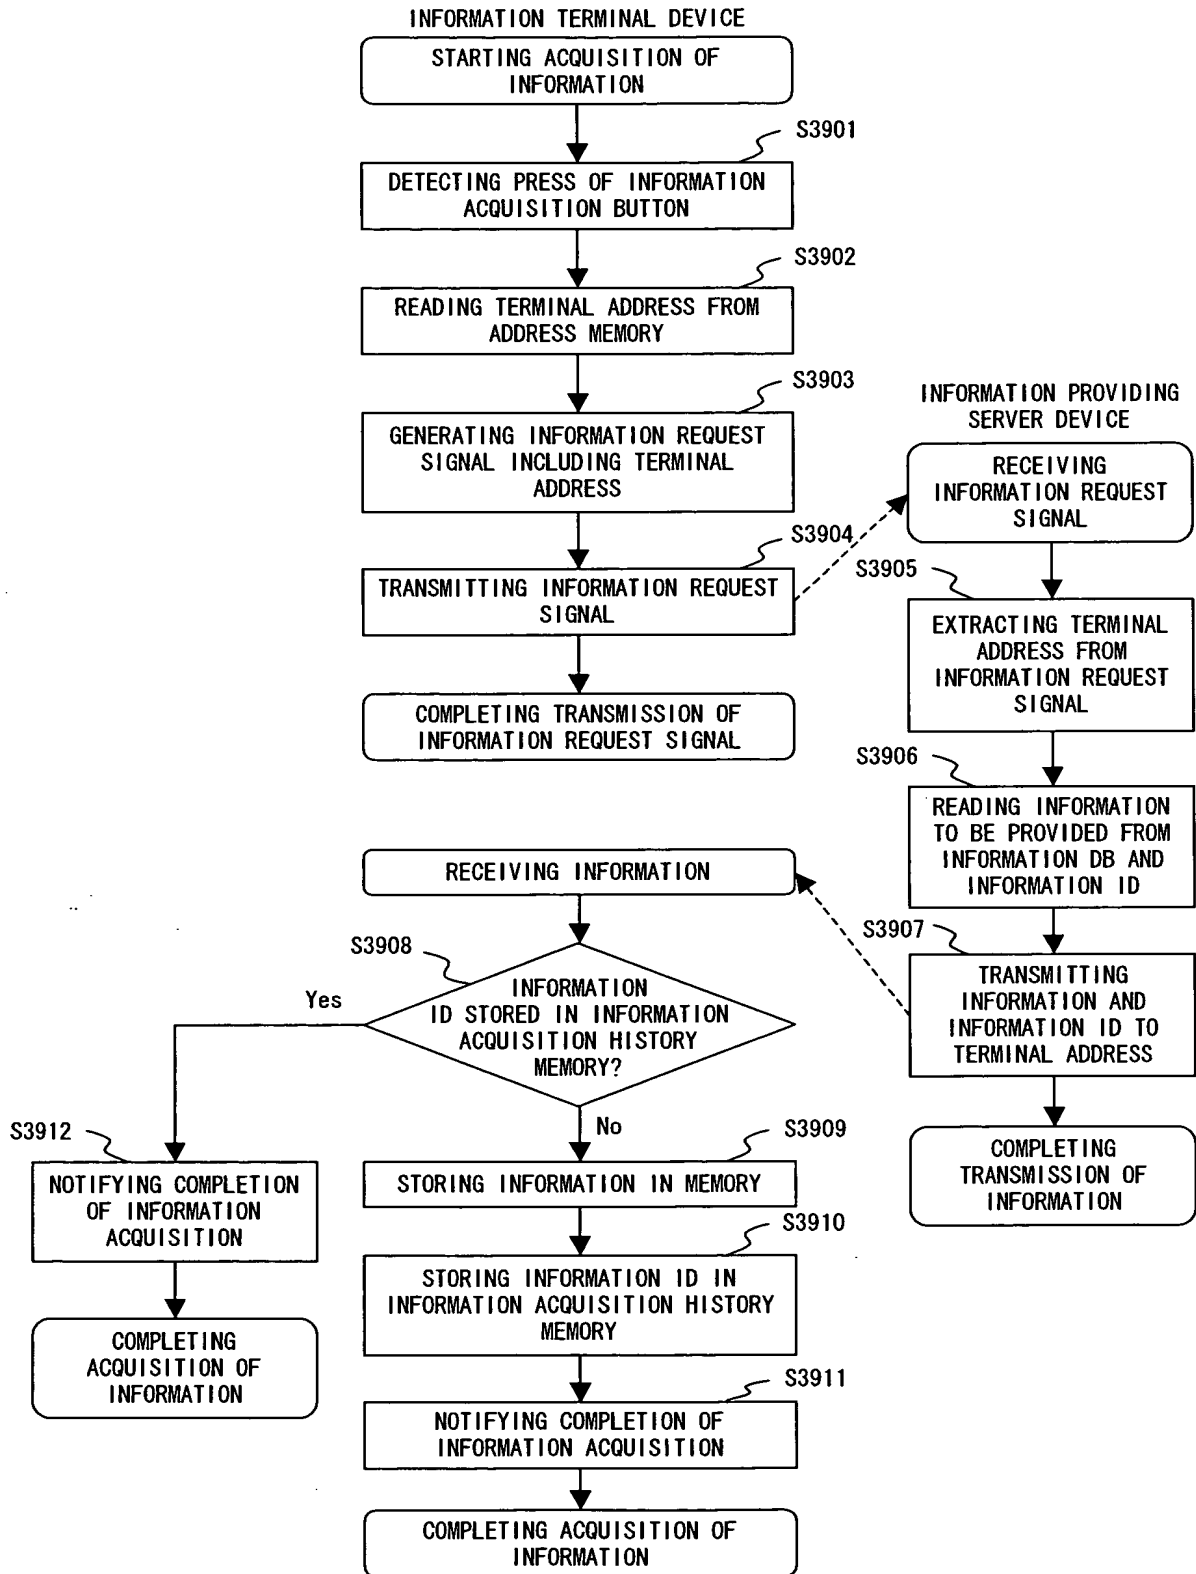 INFORMATION TERMINAL DEVICE
STARTING ACQUISITION OF
INFORMATION
S3901
DETECTING PRESS OF INFORMATION
ACQUISITION BUTTON
S3902
READING TERMINAL ADDRESS FROM
ADDRESS MEMORY
S3903
GENERATING INFORMATION REQUEST
SIGNAL INCLUDING TERMINAL
ADDRESS
S3904
TRANSMITTING INFORMATION REQUEST
SIGNAL
COMPLETING TRANSMISSION OF
INFORMATION REQUEST SIGNAL
INFORMATION PROVIDING
SERVER DEVICE
RECEIVING
INFORMATION REQUEST
SIGNAL
S3905
EXTRACTING TERMINAL
ADDRESS FROM
INFORMATION REQUEST
SIGNAL
S3906
READING INFORMATION
TO BE PROVIDED FROM
INFORMATION DB AND
INFORMATION ID
S3907
TRANSMITTING
INFORMATION AND
INFORMATION ID TO
TERMINAL ADDRESS
COMPLETING
TRANSMISSION OF
INFORMATION
RECEIVING INFORMATION
S3908
INFORMATION
ID STORED IN INFORMATION
ACQUISITION HISTORY
MEMORY?
Yes
No
S3912
NOTIFYING COMPLETION
OF INFORMATION
ACQUISITION
COMPLETING
ACQUISITION OF
INFORMATION
S3909
STORING INFORMATION IN MEMORY
S3910
STORING INFORMATION ID IN
INFORMATION ACQUISITION HISTORY
MEMORY
S3911
NOTIFYING COMPLETION OF
INFORMATION ACQUISITION
COMPLETING ACQUISITION OF
INFORMATION